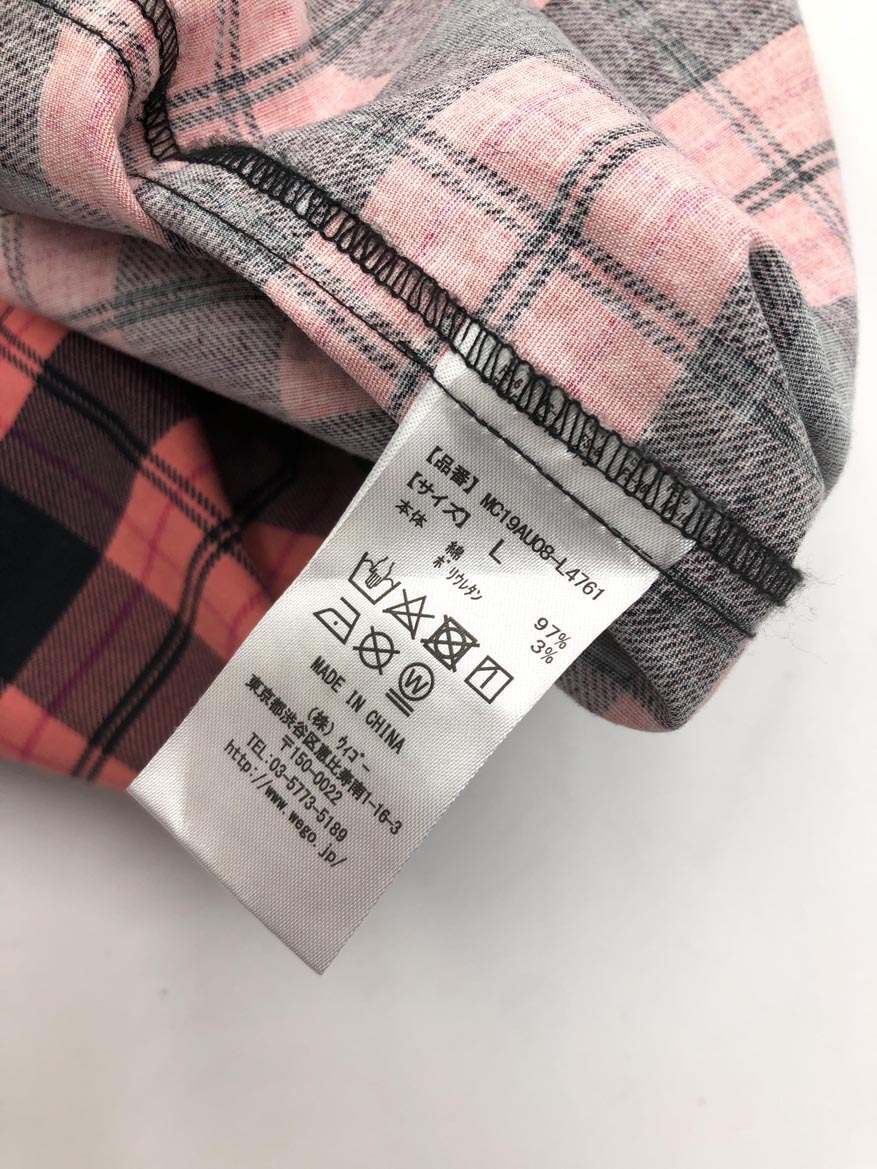 【品番】MC19AU08-L4761
【サイズ】 L
本体 綿 97%
ポリウレタン 3%
W
MADE IN CHINA
(株) ウィゴー
〒150-0022
東京都渋谷区恵比寿南1-16-3
TEL:03-5773-5189
http://www.wego.jp/